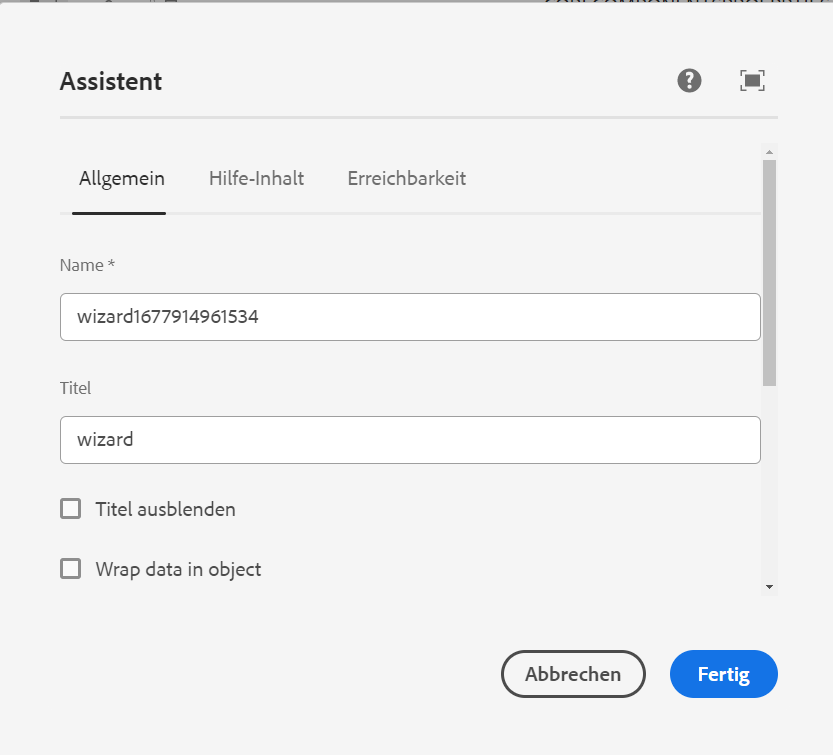 Assistent
Allgemein Hilfe-Inhalt Erreichbarkeit
Name *
wizard1677914961534
Titel
wizard
Titel ausblenden
Wrap data in object
Abbrechen Fertig